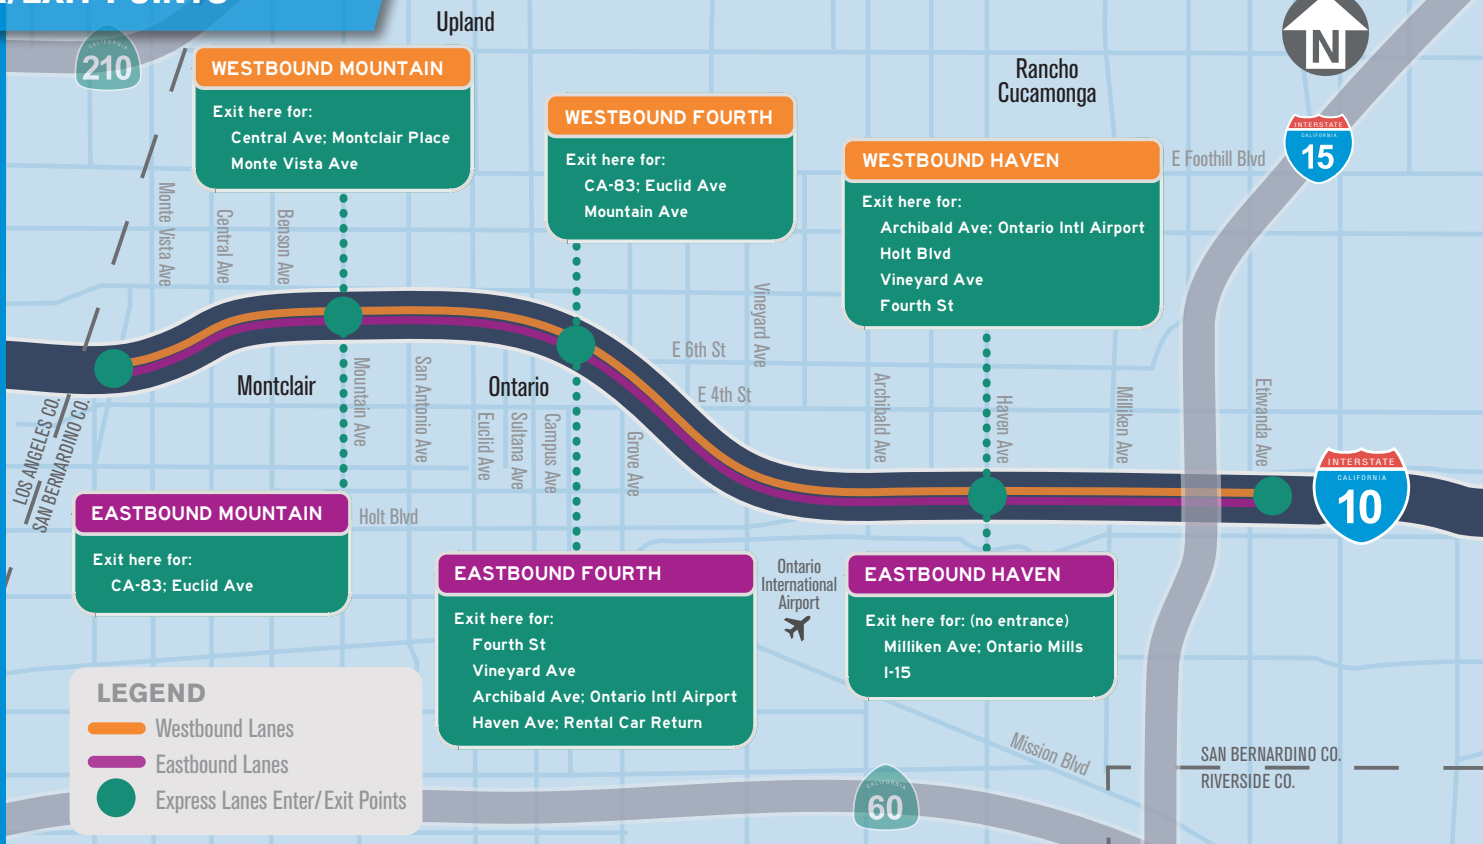 /EXIT POINTS
Upland
CALIFORNIA
210
WESTBOUND MOUNTAIN
Exit here for:
Central Ave; Montclair Place
Monte Vista Ave
WESTBOUND FOURTH
Exit here for:
CA-83; Euclid Ave
Mountain Ave
Rancho
Cucamonga
N
WESTBOUND HAVEN
Exit here for:
Archibald Ave; Ontario Intl Airport
Holt Blvd
Vineyard Ave
Fourth St
E Foothill Blvd
INTERSTATE
CALIFORNIA
15
Monte Vista Ave
Central Ave
Benson Ave
Vineyard Ave
E 6th St
E 4th St
Montclair
Ontario
Mountain Ave
San Antonio Ave
Euclid Ave
Sultana Ave
Campus Ave
Grove Ave
Archibald Ave
Haven Ave
Milliken Ave
Etiwanda Ave
LOS ANGELES CO.
SAN BERNARDINO CO.
INTERSTATE
CALIFORNIA
10
EASTBOUND MOUNTAIN
Exit here for:
CA-83; Euclid Ave
Holt Blvd
EASTBOUND FOURTH
Exit here for:
Fourth St
Vineyard Ave
Archibald Ave; Ontario Intl Airport
Haven Ave; Rental Car Return
Ontario
International
Airport
EASTBOUND HAVEN
Exit here for: (no entrance)
Milliken Ave; Ontario Mills
I-15
LEGEND
Westbound Lanes
Eastbound Lanes
Express Lanes Enter/Exit Points
Mission Blvd
SAN BERNARDINO CO.
RIVERSIDE CO.
CALIFORNIA
60